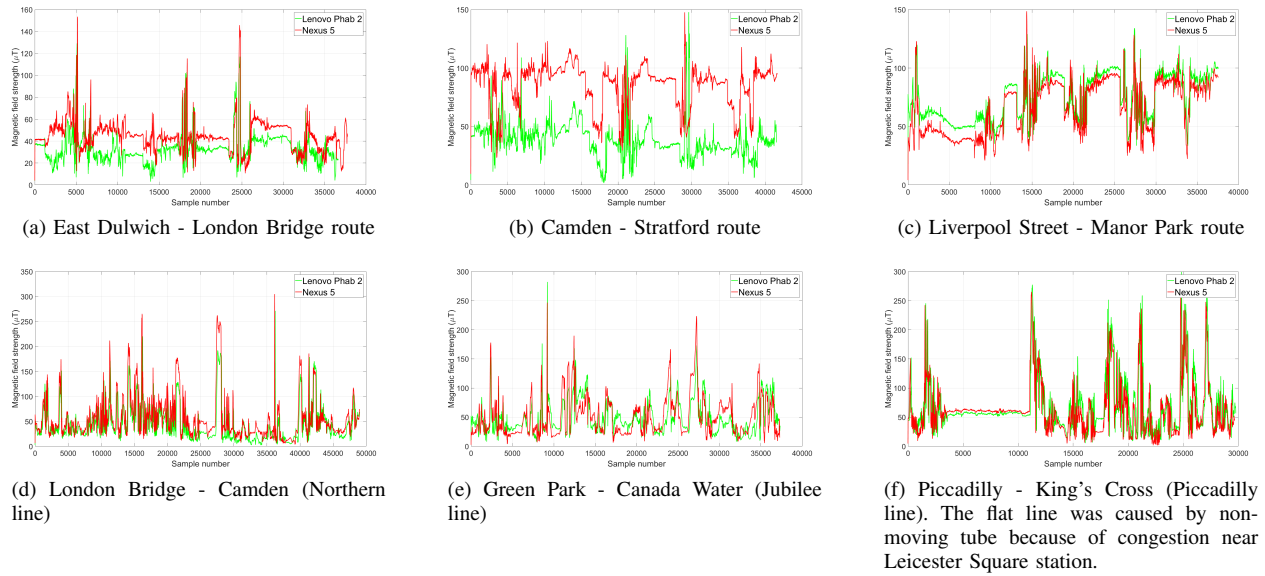 Magnetic field strength (μT)
160
140
120
100
80
60
40
20
0
0 5000 10000 15000 20000 25000 30000 35000 40000
Sample number
Lenovo Phab 2
Nexus 5
(a) East Dulwich - London Bridge route
Magnetic field strength (μT)
150
100
50
0
0 5000 10000 15000 20000 25000 30000 35000 40000 45000
Sample number
Lenovo Phab 2
Nexus 5
(b) Camden - Stratford route
Magnetic field strength (μT)
150
100
50
0
0 5000 10000 15000 20000 25000 30000 35000 40000
Sample number
Lenovo Phab 2
Nexus 5
(c) Liverpool Street - Manor Park route
Magnetic field strength (μT)
350
300
250
200
150
100
50
0
0 5000 10000 15000 20000 25000 30000 35000 40000 45000 50000
Sample number
Lenovo Phab 2
Nexus 5
(d) London Bridge - Camden (Northern
line)
Magnetic field strength (μT)
300
250
200
150
100
50
0
0 5000 10000 15000 20000 25000 30000 35000 40000
Sample number
Lenovo Phab 2
Nexus 5
(e) Green Park - Canada Water (Jubilee
line)
Magnetic field strength (μT)
300
250
200
150
100
50
0
0 5000 10000 15000 20000 25000 30000
Sample number
Lenovo Phab 2
Nexus 5
(f) Piccadilly - King's Cross (Piccadilly
line). The flat line was caused by non-
moving tube because of congestion near
Leicester Square station.